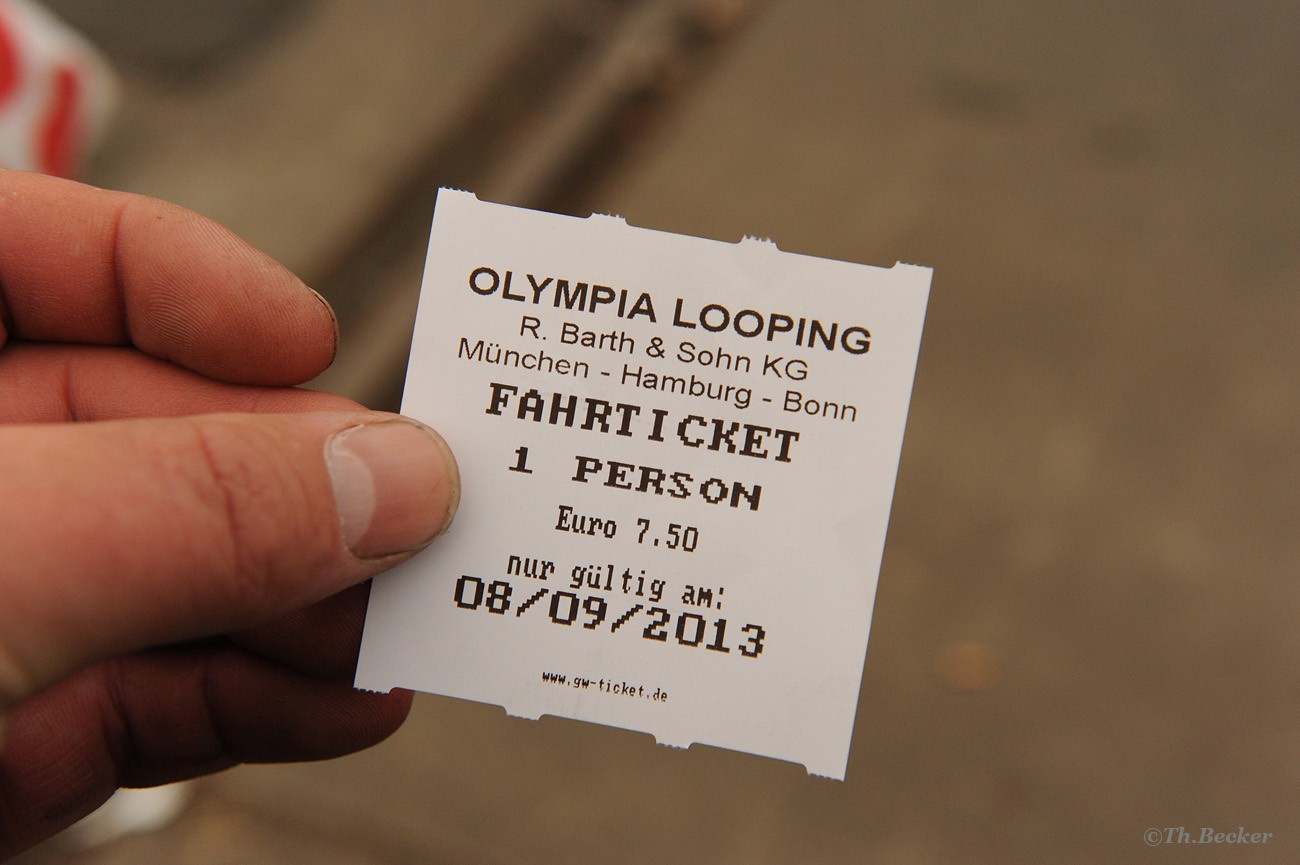 OLYMPIA LOOPING
R. Barth & Sohn KG
München - Hamburg - Bonn
FAHRTICKET
1 PERSON
Euro 7.50
nur gültig am:
08/09/2013
www.gw-ticket.de
©Th.Becker